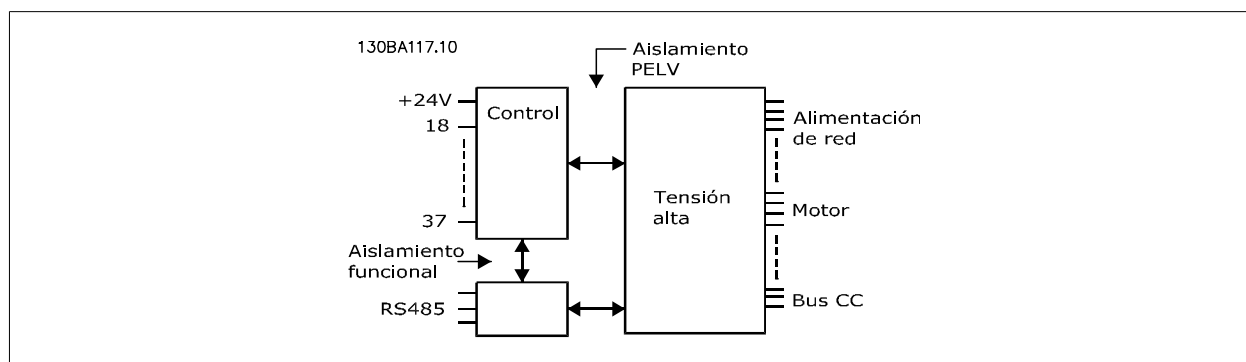 130BA117.10
Aislamiento
PELV
+24V
Control
18
37
Tensión
alta
Alimentación
de red
Motor
Bus CC
Aislamiento
funcional
RS485